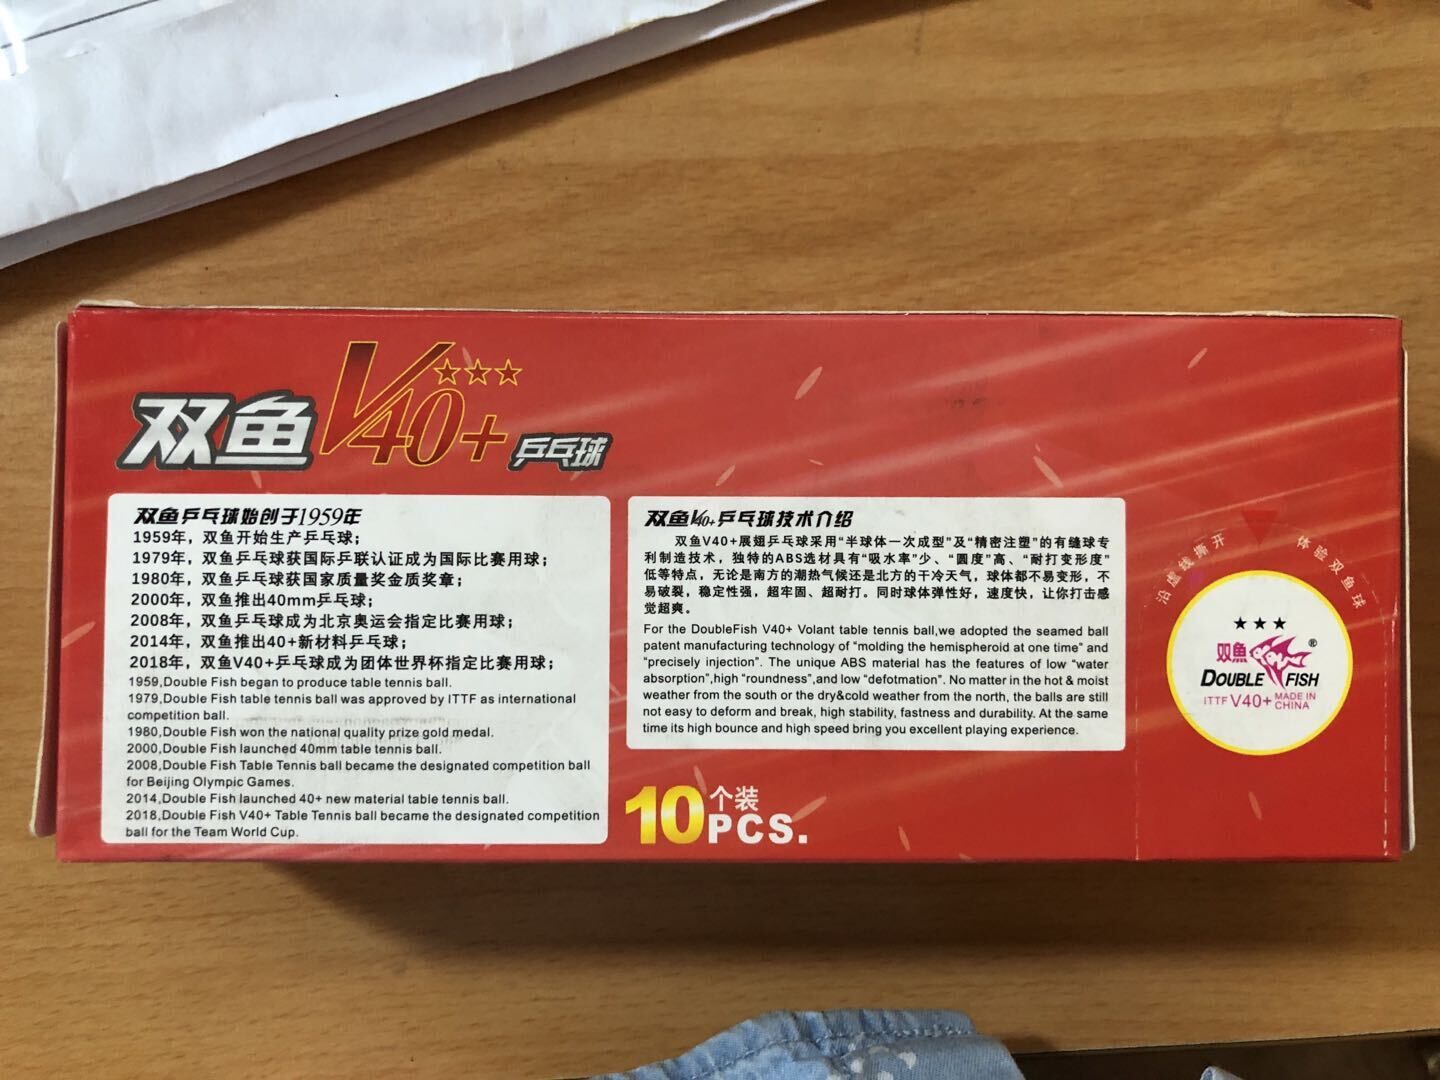 双鱼V40+乒乓球
双鱼乒乓球始创于1959年
1959年，双鱼开始生产乒乓球；
1979年，双鱼乒乓球获国际乒联认证成为国际比赛用球；
1980年，双鱼乒乓球获国家质量奖金质奖章；
2000年，双鱼推出40mm乒乓球；
2008年，双鱼乒乓球成为北京奥运会指定比赛用球；
2014年，双鱼推出40+新材料乒乓球；
2018年，双鱼V40+乒乓球成为团体世界杯指定比赛用球；
1959,Double Fish began to produce table tennis ball.
1979,Double Fish table tennis ball was approved by ITTF as international
competition ball.
1980,Double Fish won the national quality prize gold medal.
2000,Double Fish launched 40mm table tennis ball.
2008,Double Fish Table Tennis ball became the designated competition ball
for Beijing Olympic Games.
2014,Double Fish launched 40+ new material table tennis ball.
2018,Double Fish V40+ Table Tennis ball became the designated competition
ball for the Team World Cup.
双鱼V40+乒乓球技术介绍
双鱼V40+展翅乒乓球采用“半球体一次成型”及“精密注塑”的有缝球专
利制造技术，独特的ABS选材具有“吸水率”少、“圆度”高、“耐打变形度”
低等特点，无论是南方的潮热气候还是北方的干冷天气，球体都不易变形，不
易破裂，稳定性强，超牢固、超耐打。同时球体弹性好，速度快，让你打击感
觉超爽。
For the DoubleFish V40+ Volant table tennis ball,we adopted the seamed ball
patent manufacturing technology of “molding the hemispheroid at one time” and
“precisely injection”. The unique ABS material has the features of low “water
absorption”,high “roundness”,and low “defotmation”. No matter in the hot & moist
weather from the south or the dry&cold weather from the north, the balls are still
not easy to deform and break, high stability, fastness and durability. At the same
time its high bounce and high speed bring you excellent playing experience.
10个装
PCS.
沿虚线撕开
体验双鱼球
双魚®
DOUBLE FISH
ITTF V40+ MADE IN
CHINA